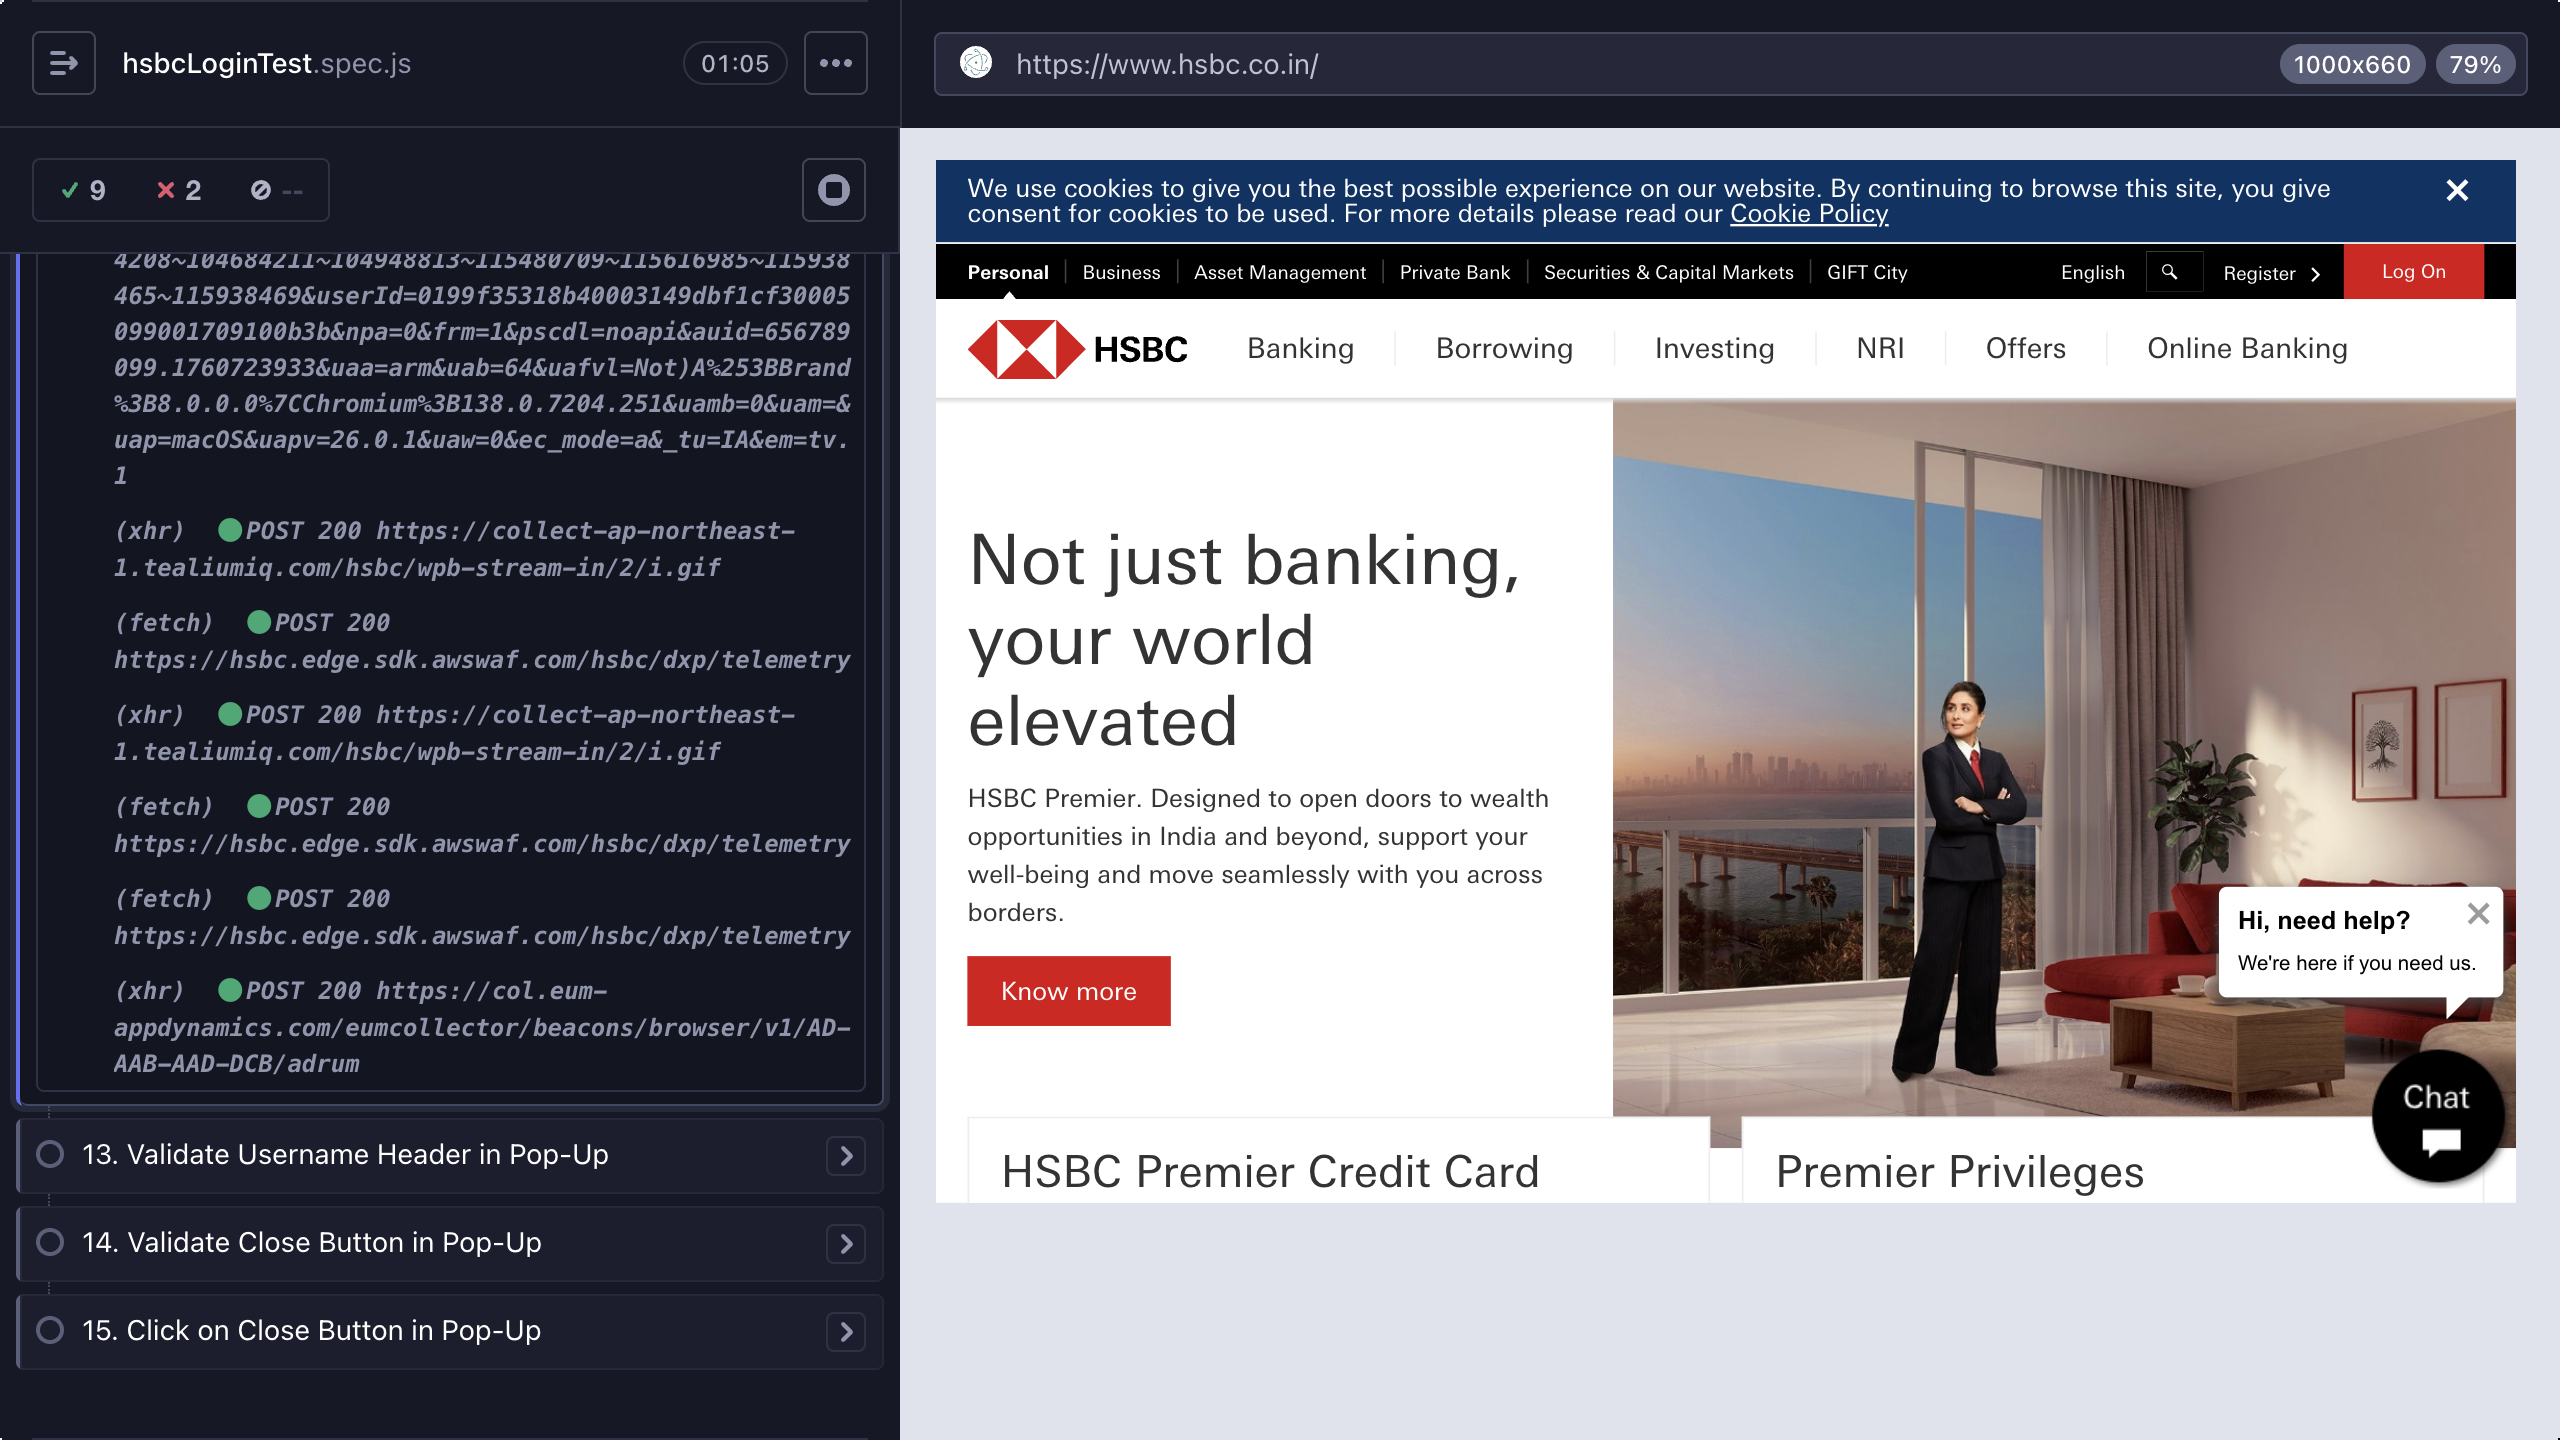 hsbcLoginTest.spec.js
01:05
9
2
--
4208~104684211~104948813~115480709~115616985~115938
465~115938469&userId=0199f35318b40003149dbf1cf30005
099001709100b3b&npa=0&frm=1&pscdl=noapi&auid=656789
099.1760723933&uaa=arm&uab=64&uafvl=Not)A%253BBrand
%3B8.0.0.0%7CChromium%3B138.0.7204.251&uamb=0&uam=&
uap=macOS&uapv=26.0.1&uaw=0&ec_mode=a&_tu=IA&em=tv.
1
(xhr) POST 200 https://collect-ap-northeast-
1.tealiumiq.com/hsbc/wpb-stream-in/2/i.gif
(fetch) POST 200
https://hsbc.edge.sdk.awswaf.com/hsbc/dxp/telemetry
(xhr) POST 200 https://collect-ap-northeast-
1.tealiumiq.com/hsbc/wpb-stream-in/2/i.gif
(fetch) POST 200
https://hsbc.edge.sdk.awswaf.com/hsbc/dxp/telemetry
(fetch) POST 200
https://hsbc.edge.sdk.awswaf.com/hsbc/dxp/telemetry
(xhr) POST 200 https://col.eum-
appdynamics.com/eumcollector/beacons/browser/v1/AD-
AAB-AAD-DCB/adrum
13. Validate Username Header in Pop-Up
14. Validate Close Button in Pop-Up
15. Click on Close Button in Pop-Up
https://www.hsbc.co.in/
1000x660
79%
We use cookies to give you the best possible experience on our website. By continuing to browse this site, you give
consent for cookies to be used. For more details please read our Cookie Policy
Personal Business Asset Management Private Bank Securities & Capital Markets GIFT City English Register Log On
HSBC Banking Borrowing Investing NRI Offers Online Banking
Not just banking,
your world
elevated
HSBC Premier. Designed to open doors to wealth
opportunities in India and beyond, support your
well-being and move seamlessly with you across
borders.
Know more
Hi, need help?
We're here if you need us.
Chat
HSBC Premier Credit Card
Premier Privileges